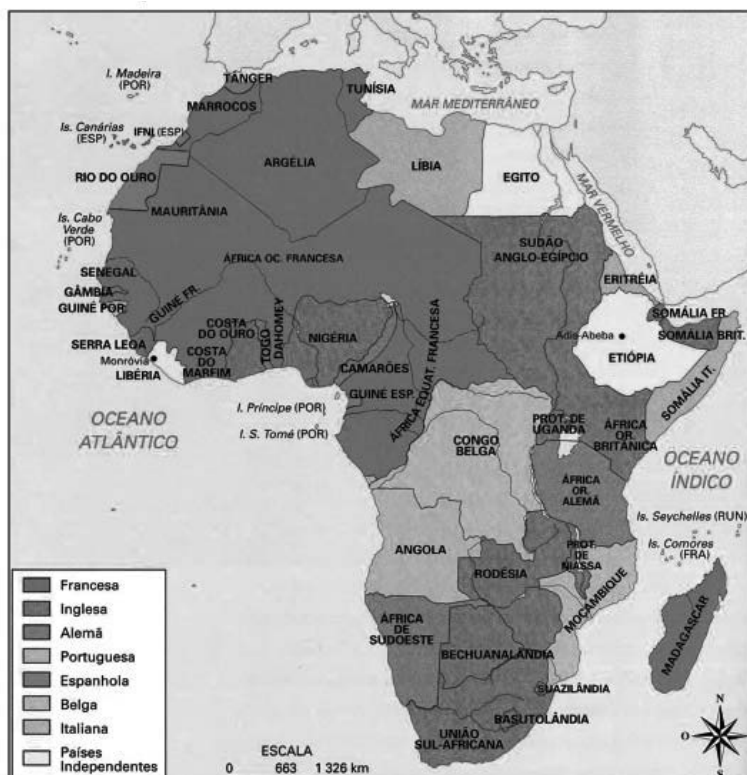 I. Madeira
(POR)
TÂNGER
TUNÍSIA
MARROCOS
MAR MEDITERRÂNEO
Is. Canárias
(ESP)
IFNI (ESP)
ARGÉLIA
LÍBIA
EGITO
RIO DO OURO
MAR VERMELHO
MAURITÂNIA
Is. Cabo
Verde
(POR)
ÁFRICA OC. FRANCESA
SUDÃO
ANGLO-EGÍPCIO
ERITRÉIA
SENEGAL
GÂMBIA
GUINÉ POR.
GUINÉ FR.
SOMÁLIA FR.
SOMÁLIA BRIT.
COSTA
DO OURO
TOGO
DAHOMEY
NIGÉRIA
SERRA LEOA
Monróvia
LIBÉRIA
COSTA
DO
MARFIM
CAMARÕES
ÁFRICA EQUAT. FRANCESA
Adis-Abeba
ETIÓPIA
SOMÁLIA IT.
GUINÉ ESP.
I. Príncipe (POR)
I. S. Tomé (POR)
OCEANO
ATLÂNTICO
CONGO
BELGA
PROT. DE
UGANDA
ÁFRICA
OR.
BRITÂNICA
OCEANO
ÍNDICO
ÁFRICA
OR.
ALEMÃ
Is. Seychelles (RUN)
Is. Comores
(FRA)
ANGOLA
PROT.
DE
NIASSA
RODÉSIA
MOÇAMBIQUE
MADAGASCAR
ÁFRICA
DE
SUDOESTE
BECHUANALÂNDIA
SUAZILÂNDIA
BASUTOLÂNDIA
UNIÃO
SUL-AFRICANA
Francesa
Inglesa
Alemã
Portuguesa
Espanhola
Belga
Italiana
Países
Independentes
ESCALA
0 663 1 326 km
N
O
L
S